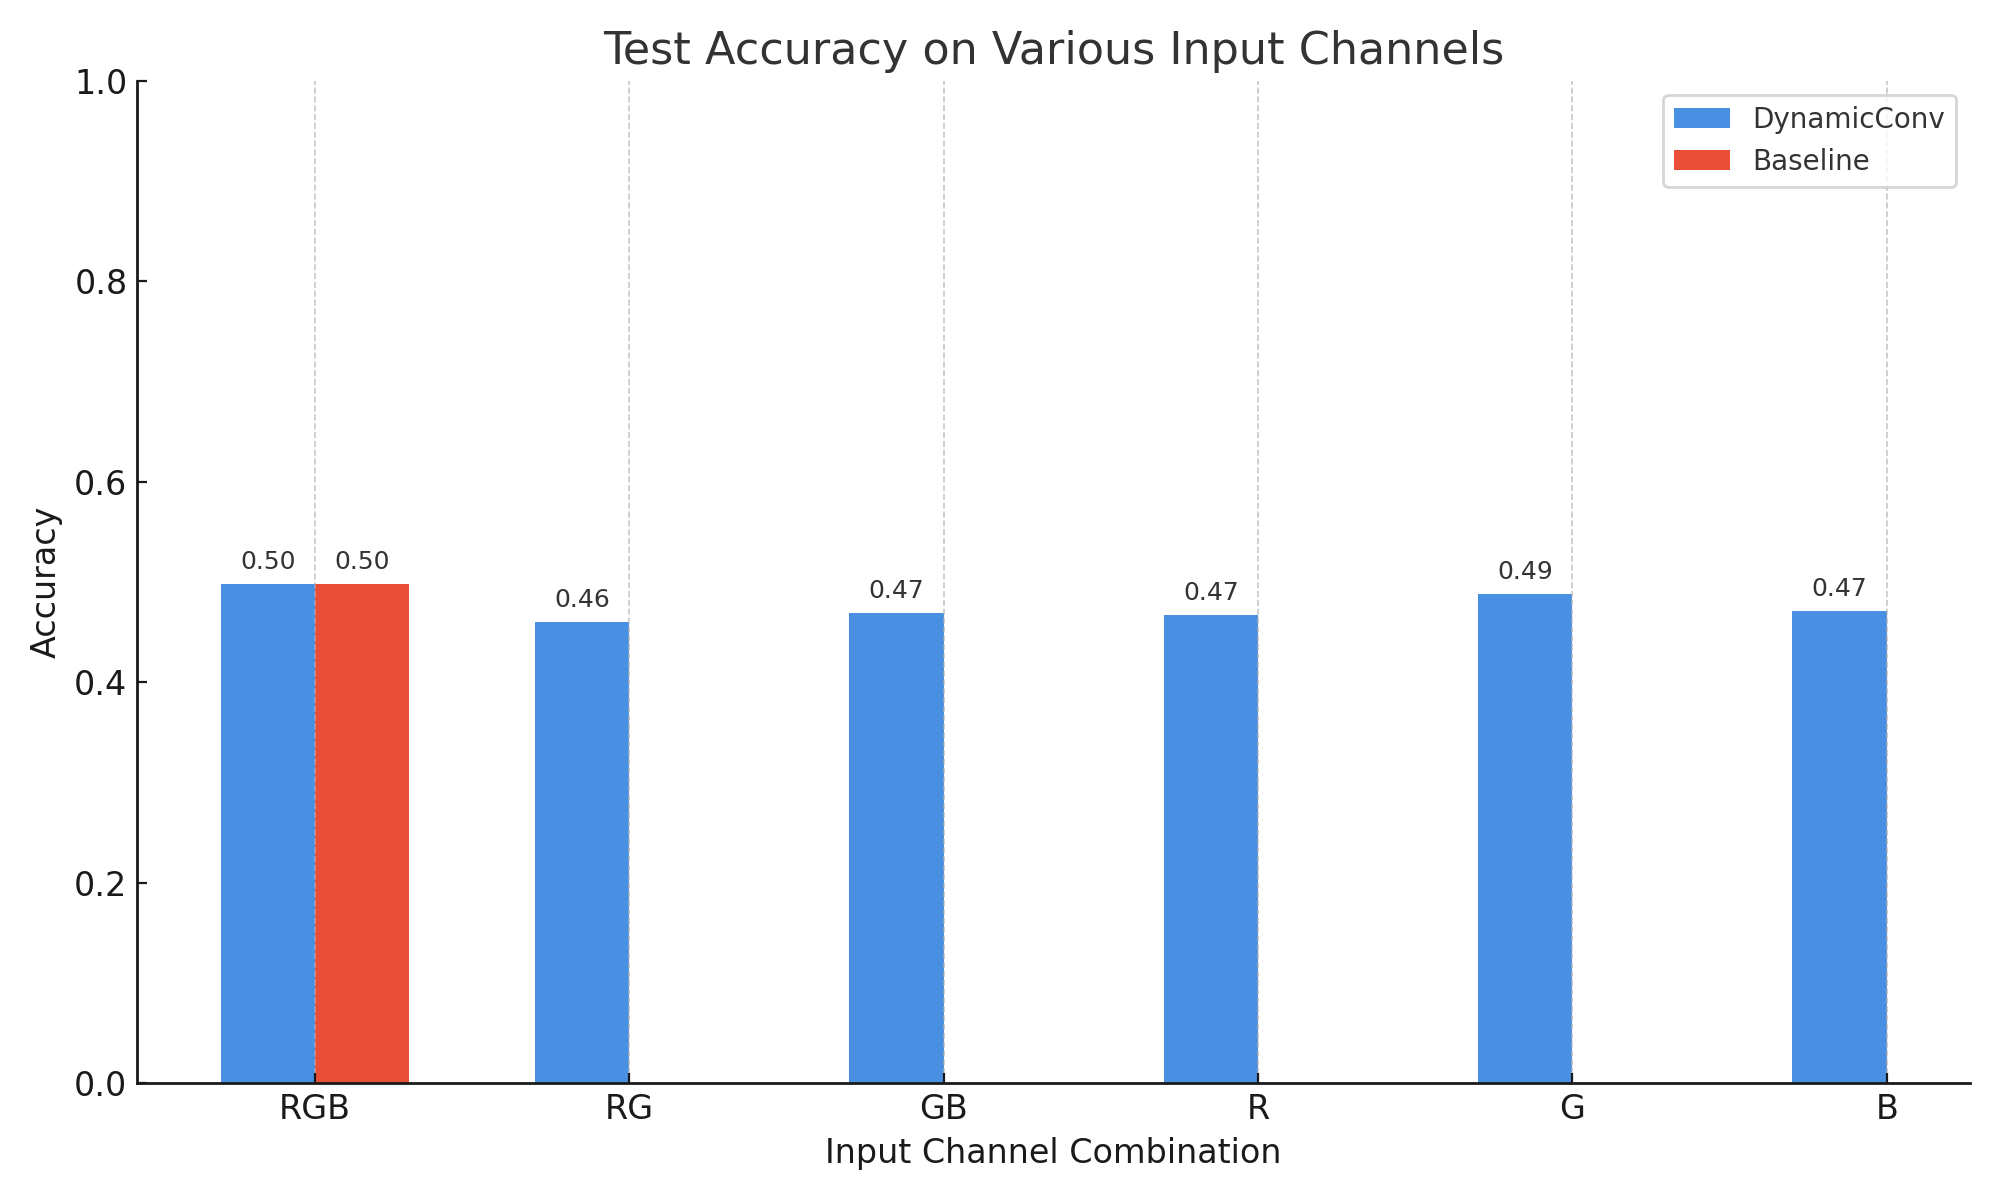 Test Accuracy on Various Input Channels
DynamicConv
Baseline
1.0
0.8
0.6
0.4
0.2
0.0
Accuracy
0.50
0.50
0.46
0.47
0.47
0.49
0.47
RGB
RG
GB
R
G
B
Input Channel Combination